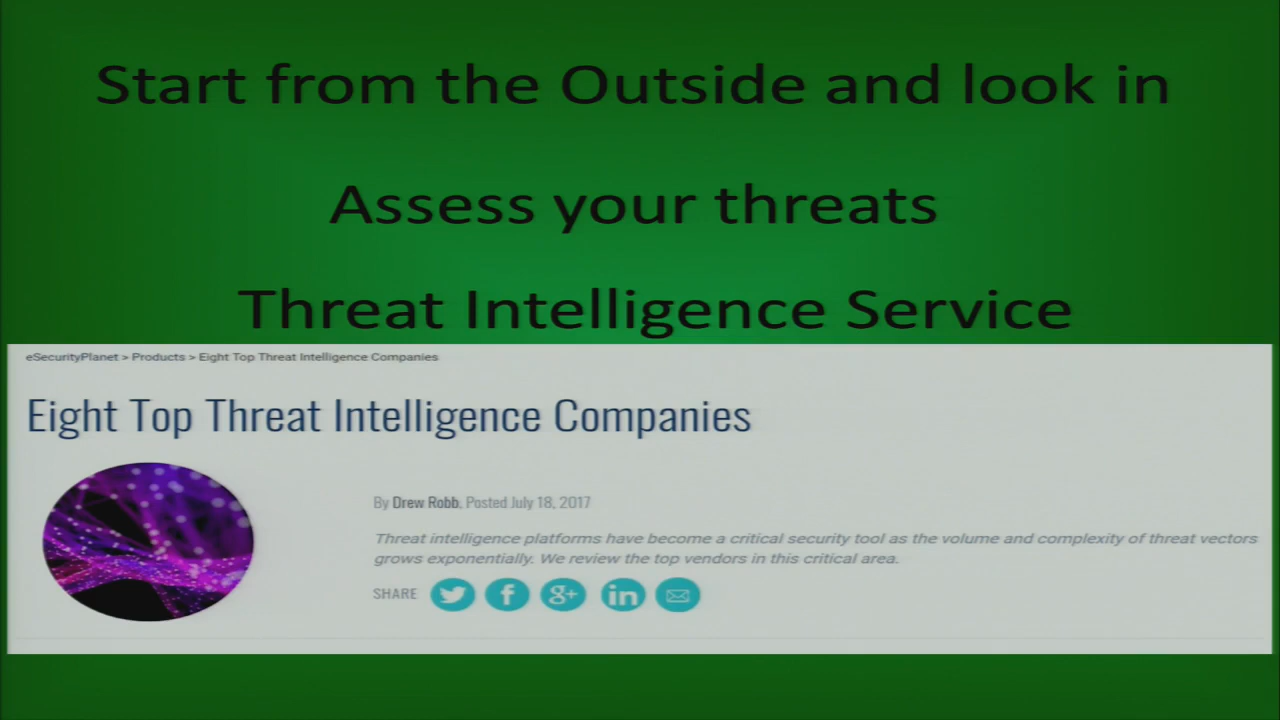 Start from the Outside and look in
Assess your threats
Threat Intelligence Service
eSecurityPlanet > Products > Eight Top Threat Intelligence Companies
Eight Top Threat Intelligence Companies
By Drew Robb, Posted July 18, 2017
Threat intelligence platforms have become a critical security tool as the volume and complexity of threat vectors
grows exponentially. We review the top vendors in this critical area.
SHARE